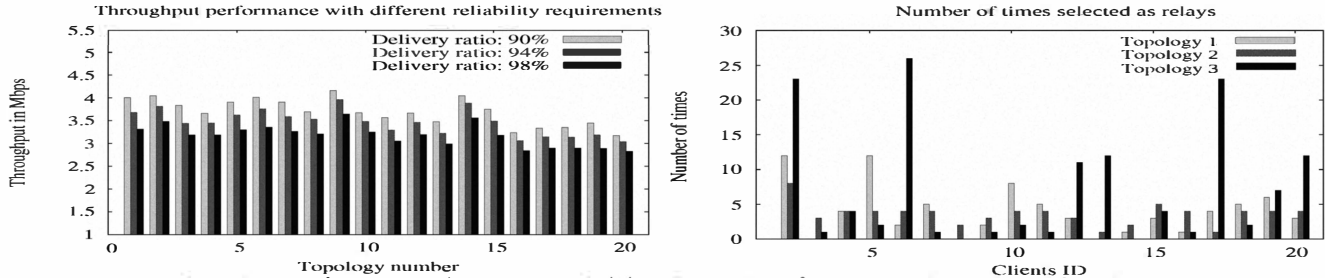 Throughput performance with different reliability requirements
Throughput in Mbps
5.5
5
4.5
4
3.5
3
2.5
2
1.5
1
Delivery ratio: 90%
Delivery ratio: 94%
Delivery ratio: 98%
0 5 10 15 20
Topology number
Number of times selected as relays
Number of times
30
25
20
15
10
5
0
Topology 1
Topology 2
Topology 3
5 10 15 20
Clients ID